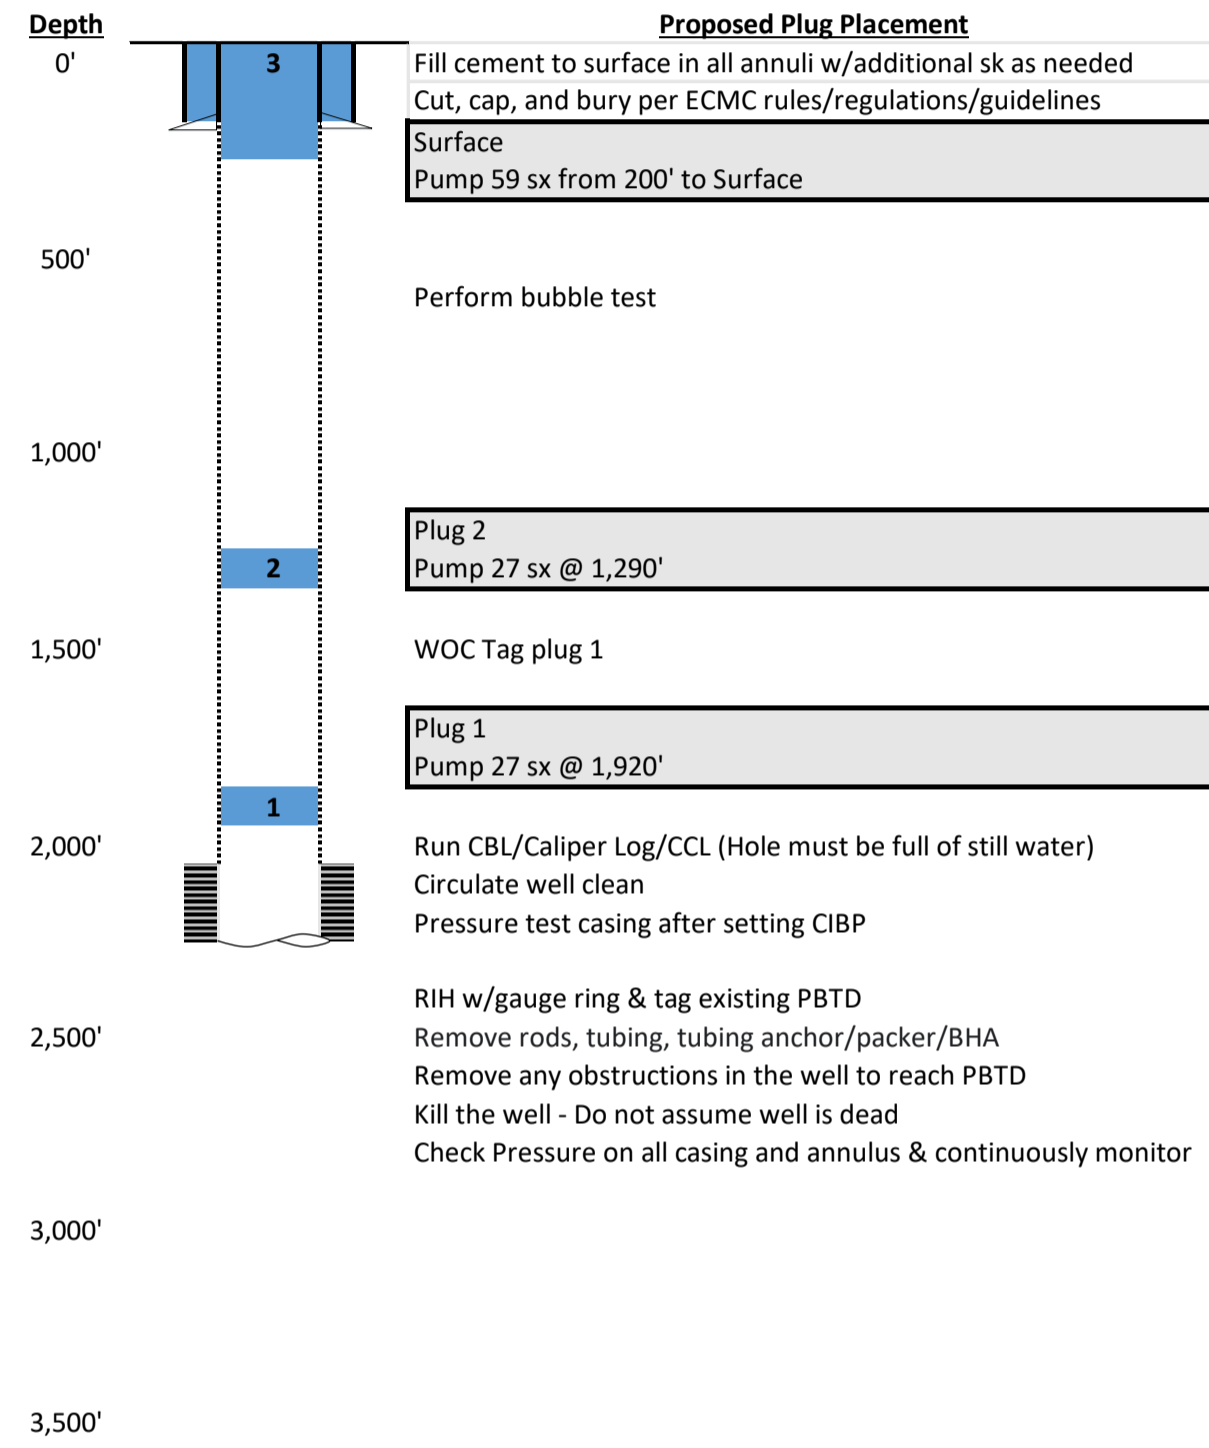 Depth
Proposed Plug Placement
0'
3
Fill cement to surface in all annuli w/additional sk as needed
Cut, cap, and bury per ECMC rules/regulations/guidelines
Surface
Pump 59 sx from 200' to Surface
500'
Perform bubble test
1,000'
Plug 2
2
Pump 27 sx @ 1,290'
1,500'
WOC Tag plug 1
Plug 1
Pump 27 sx @ 1,920'
1
2,000'
Run CBL/Caliper Log/CCL (Hole must be full of still water)
Circulate well clean
Pressure test casing after setting CIBP
RIH w/gauge ring & tag existing PBTD
2,500'
Remove rods, tubing, tubing anchor/packer/BHA
Remove any obstructions in the well to reach PBTD
Kill the well - Do not assume well is dead
Check Pressure on all casing and annulus & continuously monitor
3,000'
3,500'